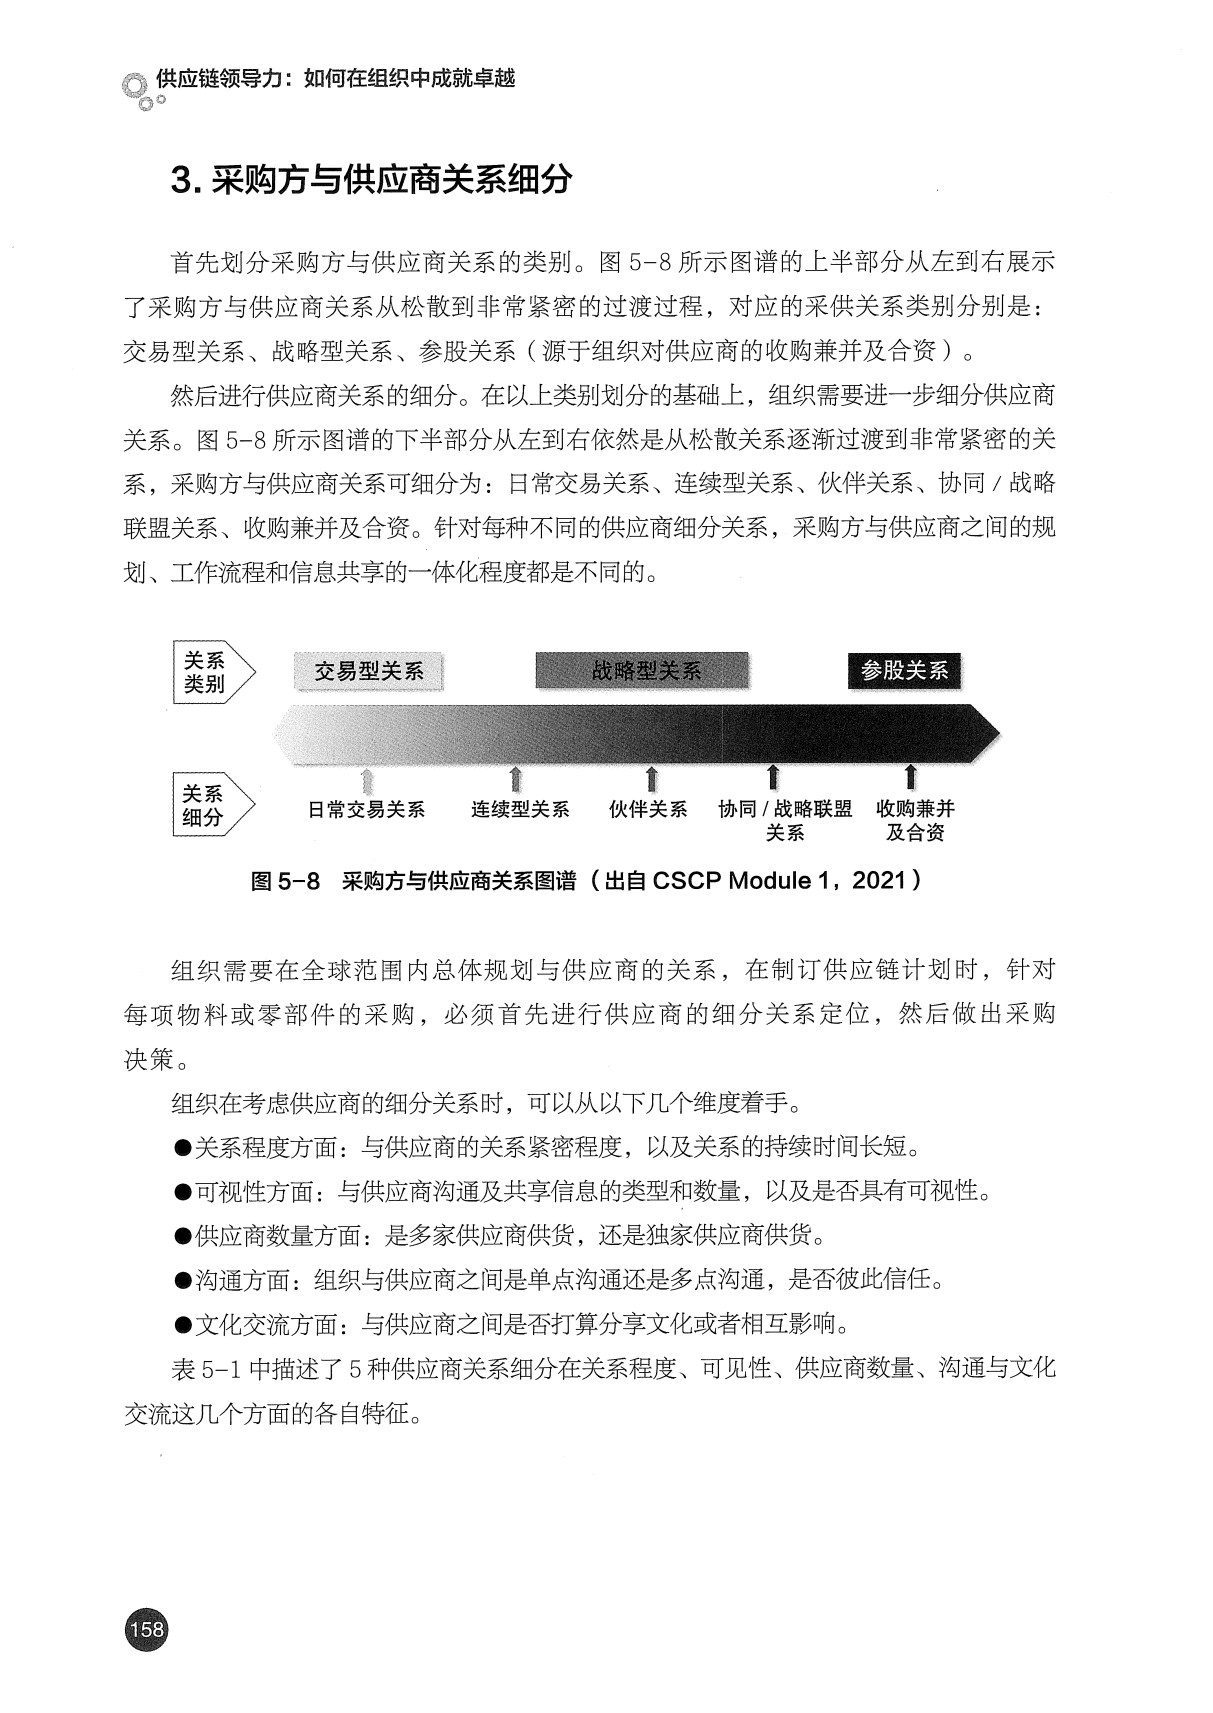 供应链领导力：如何在组织中成就卓越
3. 采购方与供应商关系细分
首先划分采购方与供应商关系的类别。图 5-8 所示图谱的上半部分从左到右展示
了采购方与供应商关系从松散到非常紧密的过渡过程，对应的采供关系类别分别是：
交易型关系、战略型关系、参股关系（源于组织对供应商的收购兼并及合资）。
然后进行供应商关系的细分。在以上类别划分的基础上，组织需要进一步细分供应商
关系。图 5-8 所示图谱的下半部分从左到右依然是从松散关系逐渐过渡到非常紧密的关
系，采购方与供应商关系可细分为：日常交易关系、连续型关系、伙伴关系、协同 / 战略
联盟关系、收购兼并及合资。针对每种不同的供应商细分关系，采购方与供应商之间的规
划、工作流程和信息共享的一体化程度都是不同的。
关系
类别
交易型关系
战略型关系
参股关系
关系
细分
日常交易关系
连续型关系
伙伴关系
协同 / 战略联盟
关系
收购兼并
及合资
图 5-8 采购方与供应商关系图谱（出自 CSCP Module 1，2021）
组织需要在全球范围内总体规划与供应商的关系，在制订供应链计划时，针对
每项物料或零部件的采购，必须首先进行供应商的细分关系定位，然后做出采购
决策。
组织在考虑供应商的细分关系时，可以从以下几个维度着手。
●关系程度方面：与供应商的关系紧密程度，以及关系的持续时间长短。
●可视性方面：与供应商沟通及共享信息的类型和数量，以及是否具有可视性。
●供应商数量方面：是多家供应商供货，还是独家供应商供货。
●沟通方面：组织与供应商之间是单点沟通还是多点沟通，是否彼此信任。
●文化交流方面：与供应商之间是否打算分享文化或者相互影响。
表 5-1 中描述了 5 种供应商关系细分在关系程度、可见性、供应商数量、沟通与文化
交流这几个方面的各自特征。
158